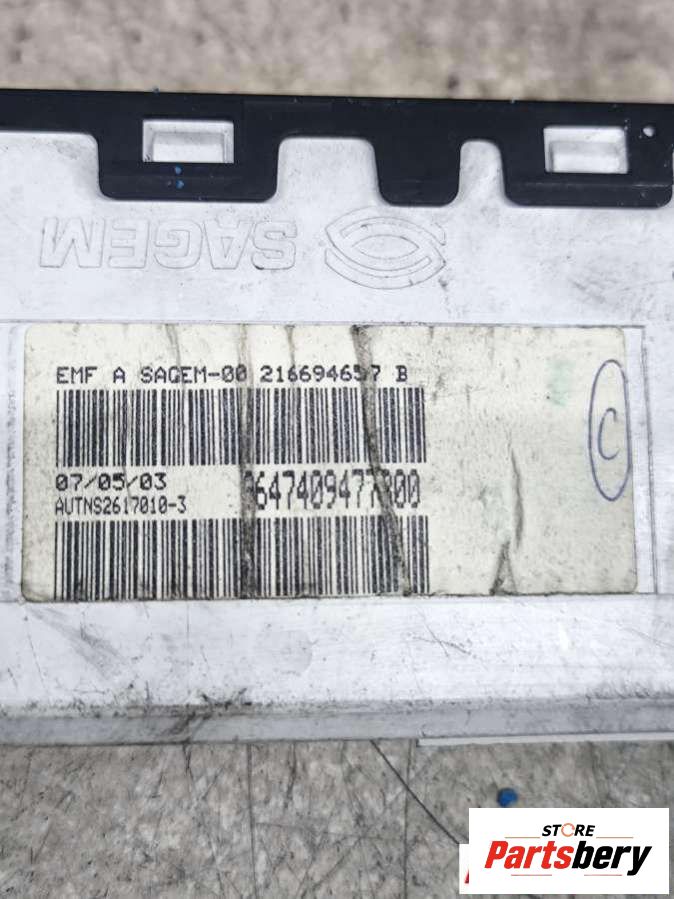 SAGEM
EMF A SAGEM-00 216694657 B
07/05/03
AUTNS2617010-3
C
STORE
Partsbery